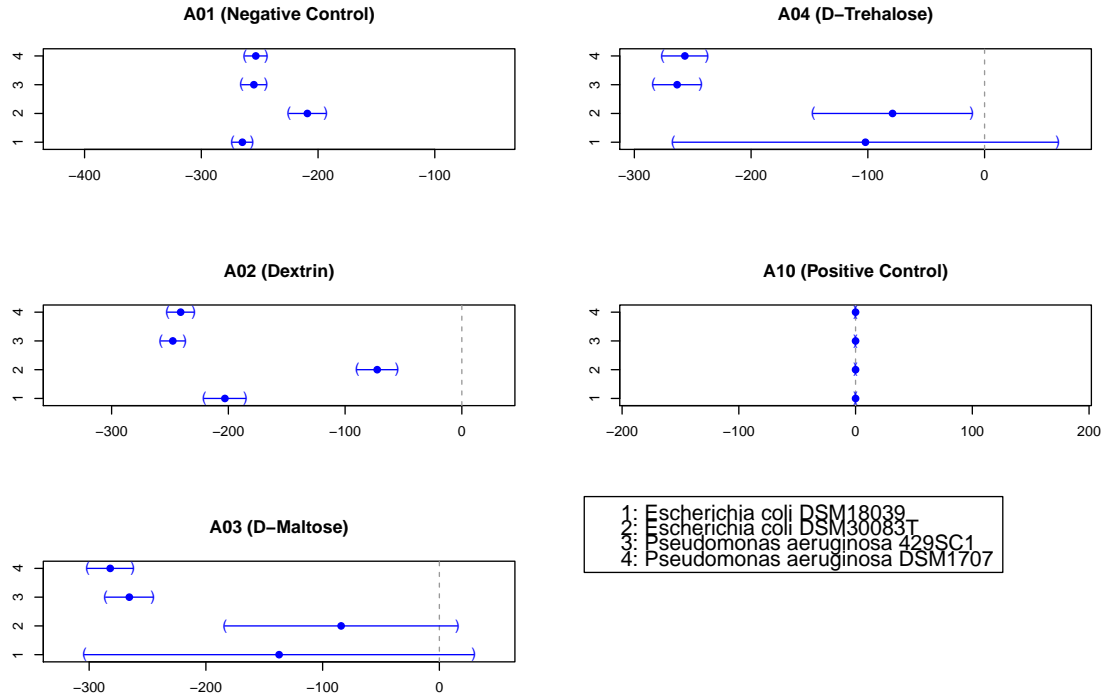 A01 (Negative Control)
4
3
2
1
−400 −300 −200 −100
A04 (D−Trehalose)
4
3
2
1
−300 −200 −100 0
A02 (Dextrin)
4
3
2
1
−300 −200 −100 0
A10 (Positive Control)
4
3
2
1
−200 −100 0 100 200
A03 (D−Maltose)
4
3
2
1
−300 −200 −100 0
1: Escherichia coli DSM18039
2: Escherichia coli DSM30083T
3: Pseudomonas aeruginosa 429SC1
4: Pseudomonas aeruginosa DSM1707